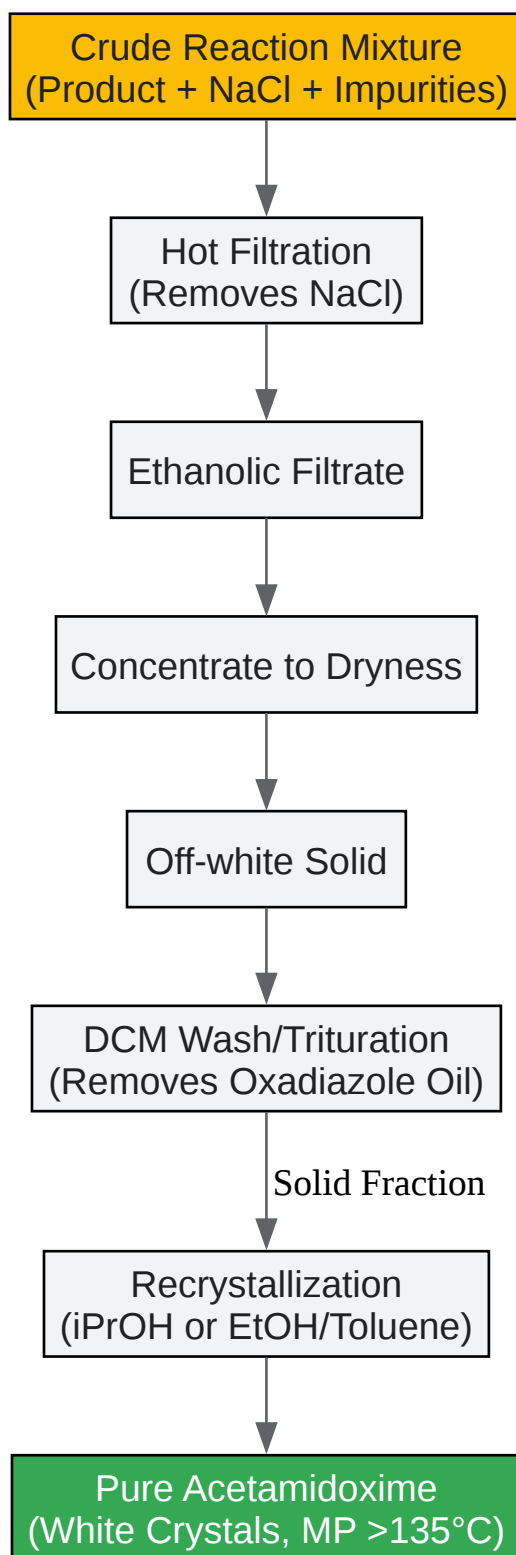 Crude Reaction Mixture
(Product + NaCl + Impurities)
Hot Filtration
(Removes NaCl)
Ethanolic Filtrate
Concentrate to Dryness
Off-white Solid
DCM Wash/Trituration
(Removes Oxadiazole Oil)
Solid Fraction
Recrystallization
(iPrOH or EtOH/Toluene)
Pure Acetamidoxime
(White Crystals, MP >135°C)